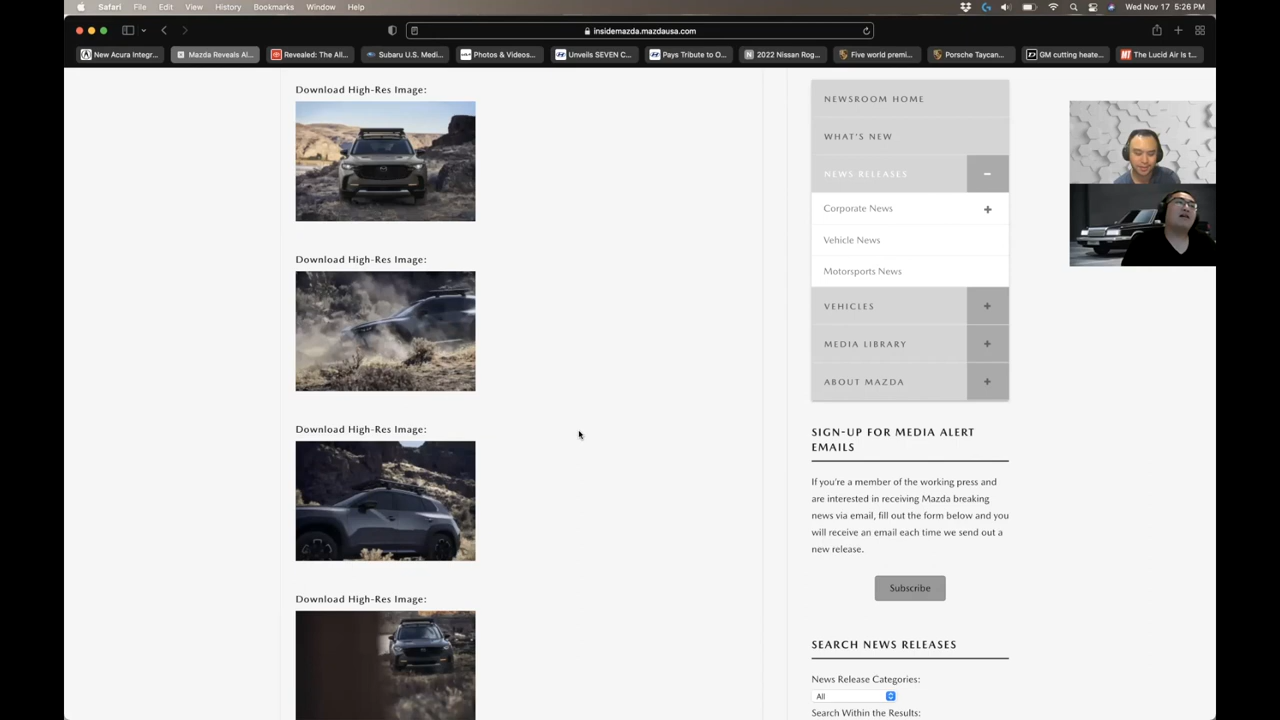 Safari File Edit View History Bookmarks Window Help
Wed Nov 17 5:26 PM
insidemazda.mazdausa.com
New Acura Integr...
Mazda Reveals Al...
Revealed: The All...
Subaru U.S. Medi...
Photos & Videos...
Unveils SEVEN C...
Pays Tribute to O...
2022 Nissan Rog...
Five world premi...
Porsche Taycan...
GM cutting heate...
The Lucid Air Is t...
Download High-Res Image:
Download High-Res Image:
Download High-Res Image:
Download High-Res Image:
NEWSROOM HOME
WHAT'S NEW
NEWS RELEASES
Corporate News
Vehicle News
Motorsports News
VEHICLES
MEDIA LIBRARY
ABOUT MAZDA
SIGN-UP FOR MEDIA ALERT
EMAILS
If you're a member of the working press and
are interested in receiving Mazda breaking
news via email, fill out the form below and you
will receive an email each time we send out a
new release.
Subscribe
SEARCH NEWS RELEASES
News Release Categories:
All
Search Within the Results: